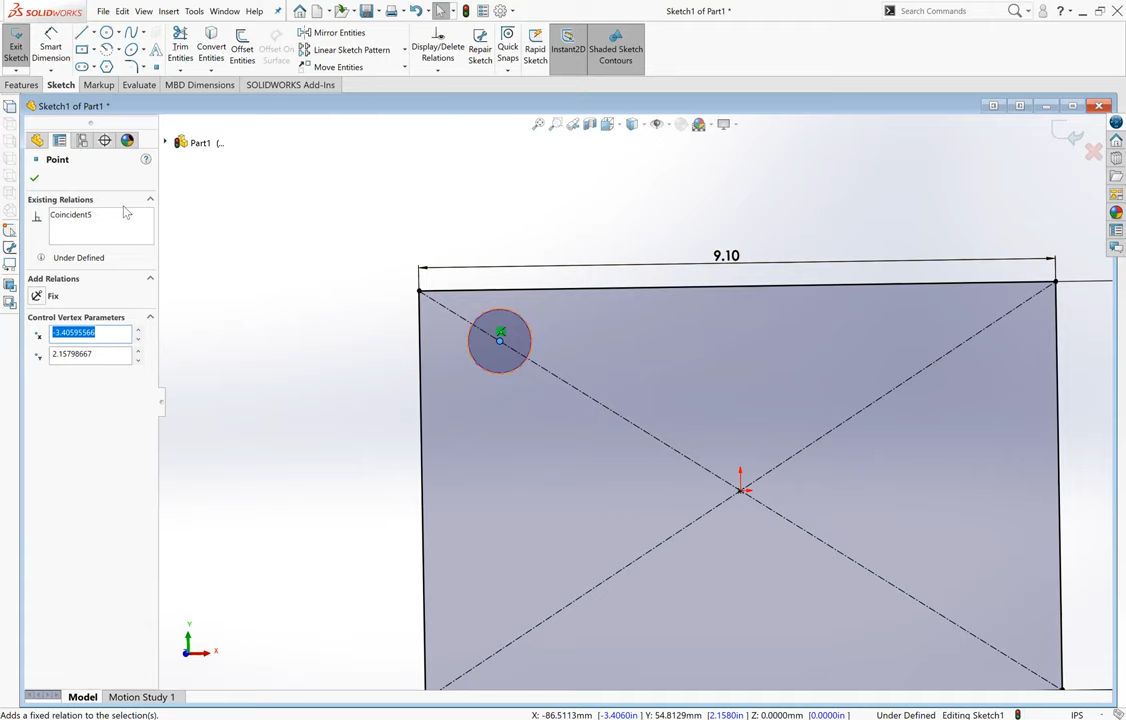 SOLIDWORKS
File Edit View Insert Tools Window Help
Sketch1 of Part1 *
Search Commands
Exit Sketch
Smart Dimension
Trim Entities
Convert Entities
Offset Entities
Offset On Surface
Mirror Entities
Linear Sketch Pattern
Move Entities
Display/Delete Relations
Repair Sketch
Quick Snaps
Rapid Sketch
Instant2D
Shaded Sketch Contours
Features Sketch Markup Evaluate MBD Dimensions SOLIDWORKS Add-Ins
Sketch1 of Part1 *
Part1 (...
Point
Existing Relations
Coincident5
Under Defined
Add Relations
Fix
Control Vertex Parameters
-3.40595566
2.15798667
9.10
Y
X
Model Motion Study 1
Adds a fixed relation to the selection(s).
X: -86.5113mm [-3.4060in] Y: 54.8129mm [2.1580in] Z: 0.0000mm [0.0000in] Under Defined Editing Sketch1 IPS